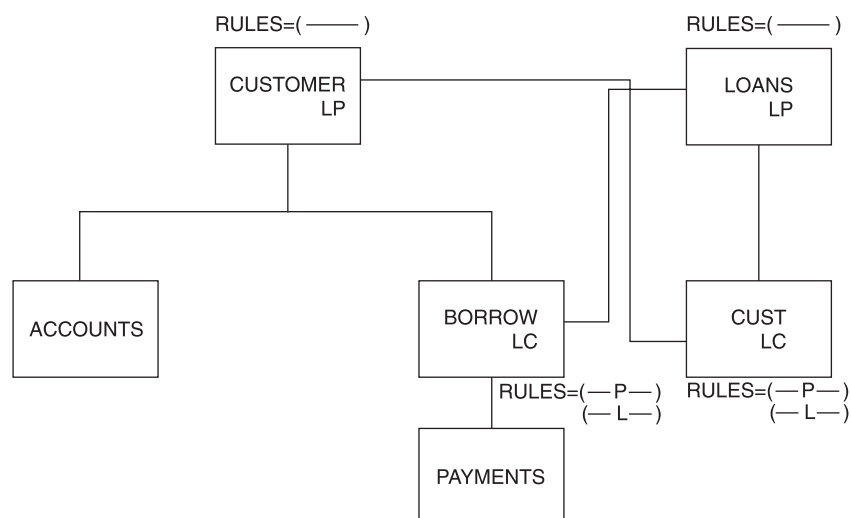 RULES=( —— )
RULES=( —— )
CUSTOMER
LP
LOANS
LP
ACCOUNTS
BORROW
LC
CUST
LC
RULES=(—P—)
(—L—)
RULES=(—P—)
(—L—)
PAYMENTS